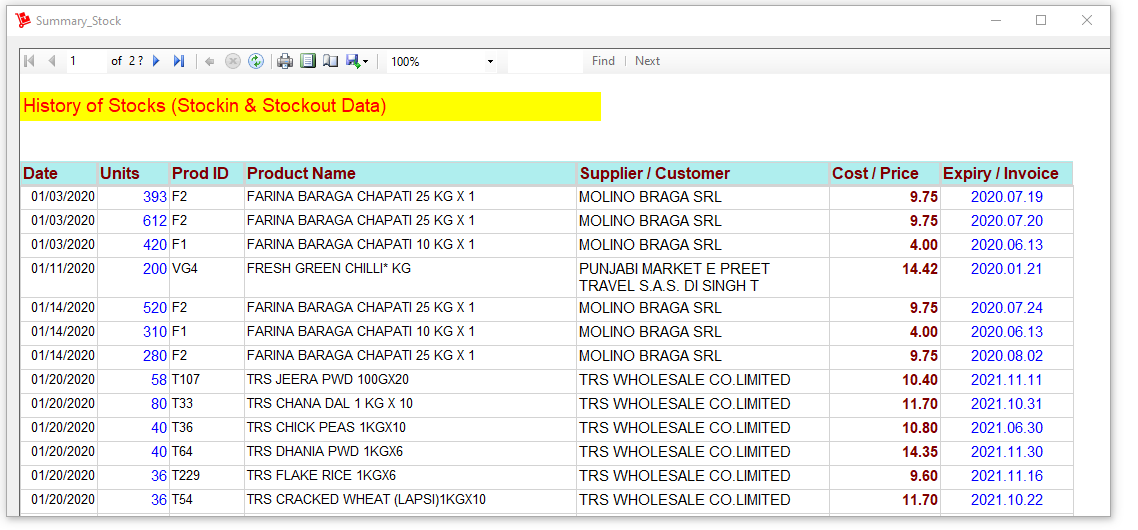 Summary_Stock
1 of 2 ? 100% Find Next
History of Stocks (Stockin & Stockout Data)
Date Units Prod ID Product Name Supplier / Customer Cost / Price Expiry / Invoice
01/03/2020 393 F2 FARINA BARAGA CHAPATI 25 KG X 1 MOLINO BRAGA SRL 9.75 2020.07.19
01/03/2020 612 F2 FARINA BARAGA CHAPATI 25 KG X 1 MOLINO BRAGA SRL 9.75 2020.07.20
01/03/2020 420 F1 FARINA BARAGA CHAPATI 10 KG X 1 MOLINO BRAGA SRL 4.00 2020.06.13
01/11/2020 200 VG4 FRESH GREEN CHILLI* KG PUNJABI MARKET E PREET 14.42 2020.01.21
TRAVEL S.A.S. DI SINGH T
01/14/2020 520 F2 FARINA BARAGA CHAPATI 25 KG X 1 MOLINO BRAGA SRL 9.75 2020.07.24
01/14/2020 310 F1 FARINA BARAGA CHAPATI 10 KG X 1 MOLINO BRAGA SRL 4.00 2020.06.13
01/14/2020 280 F2 FARINA BARAGA CHAPATI 25 KG X 1 MOLINO BRAGA SRL 9.75 2020.08.02
01/20/2020 58 T107 TRS JEERA PWD 100GX20 TRS WHOLESALE CO.LIMITED 10.40 2021.11.11
01/20/2020 80 T33 TRS CHANA DAL 1 KG X 10 TRS WHOLESALE CO.LIMITED 11.70 2021.10.31
01/20/2020 40 T36 TRS CHICK PEAS 1KGX10 TRS WHOLESALE CO.LIMITED 10.80 2021.06.30
01/20/2020 40 T64 TRS DHANIA PWD 1KGX6 TRS WHOLESALE CO.LIMITED 14.35 2021.11.30
01/20/2020 36 T229 TRS FLAKE RICE 1KGX6 TRS WHOLESALE CO.LIMITED 9.60 2021.11.16
01/20/2020 36 T54 TRS CRACKED WHEAT (LAPSI)1KGX10 TRS WHOLESALE CO.LIMITED 11.70 2021.10.22